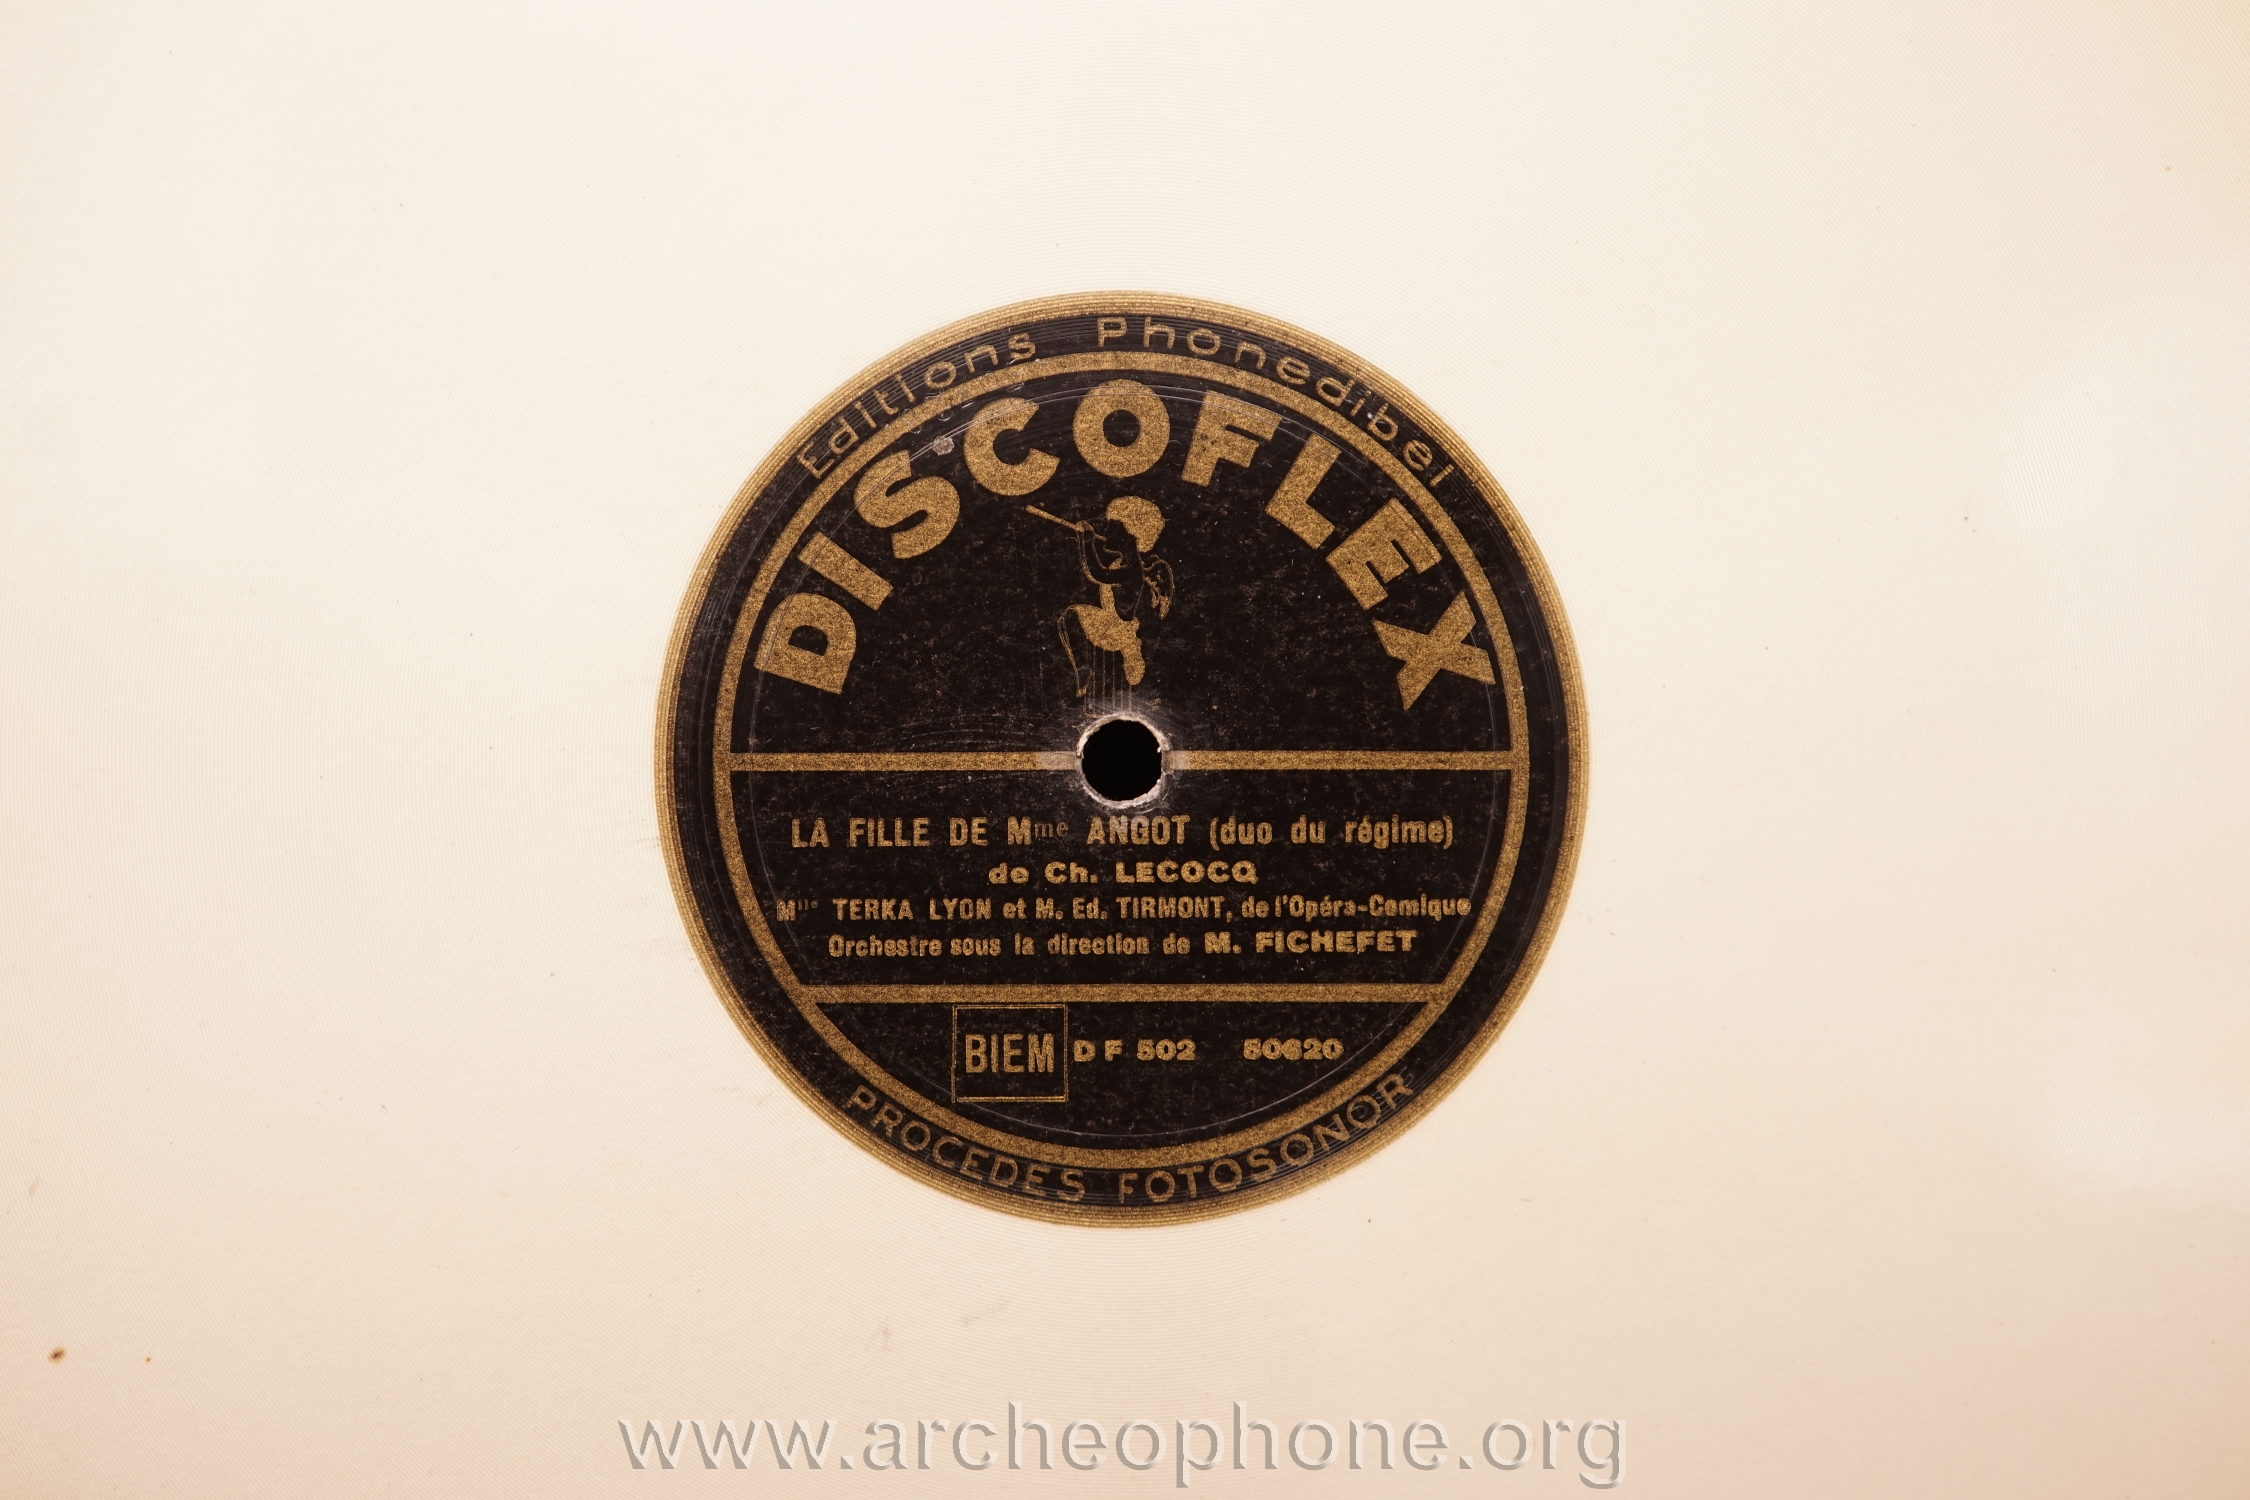 Editions Phonedibel
DISCOFLEX
LA FILLE DE Mme ANGOT (duo du régime)
de Ch. LECOCQ
Mlle TERKA LYON et M. Ed. TIRMONT, de l'Opéra-Comique
Orchestre sous la direction de M. FICHEFET
BIEM DF 502 50620
PROCEDES FOTOSONOR
www.archeophone.org